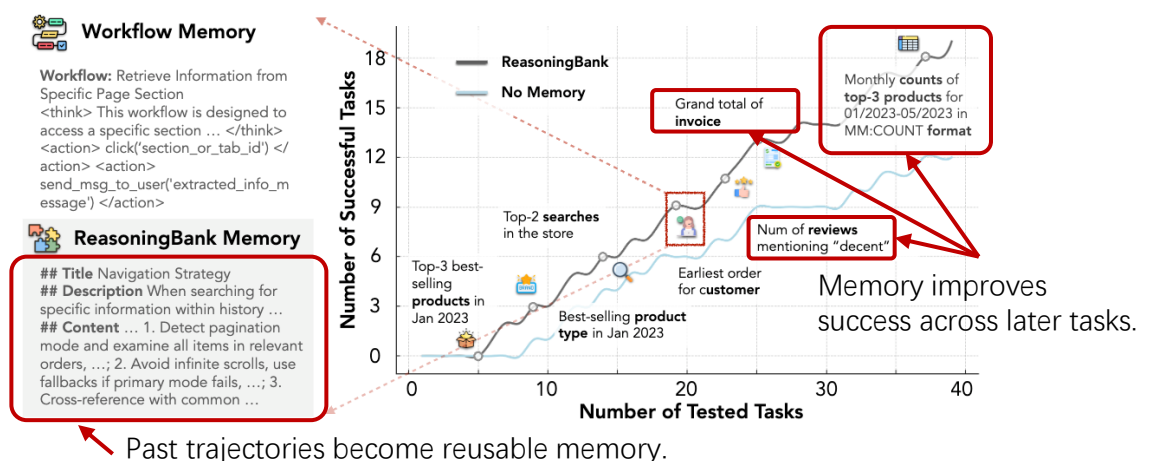 Workflow Memory
Workflow: Retrieve Information from
Specific Page Section
<think> This workflow is designed to
access a specific section … </think>
<action> click('section_or_tab_id') </
action> <action>
send_msg_to_user('extracted_info_m
essage') </action>
ReasoningBank Memory
## Title Navigation Strategy
## Description When searching for
specific information within history …
## Content … 1. Detect pagination
mode and examine all items in relevant
orders, …; 2. Avoid infinite scrolls, use
fallbacks if primary mode fails, …; 3.
Cross-reference with common …
Past trajectories become reusable memory.
Number of Successful Tasks
18
15
12
9
6
3
0
ReasoningBank
No Memory
Top-3 best-
selling
products in
Jan 2023
Top-2 searches
in the store
Best-selling product
type in Jan 2023
Earliest order
for customer
Grand total of
invoice
Num of reviews
mentioning “decent”
Monthly counts of
top-3 products for
01/2023-05/2023 in
MM:COUNT format
0
10
20
30
40
Number of Tested Tasks
Memory improves
success across later tasks.